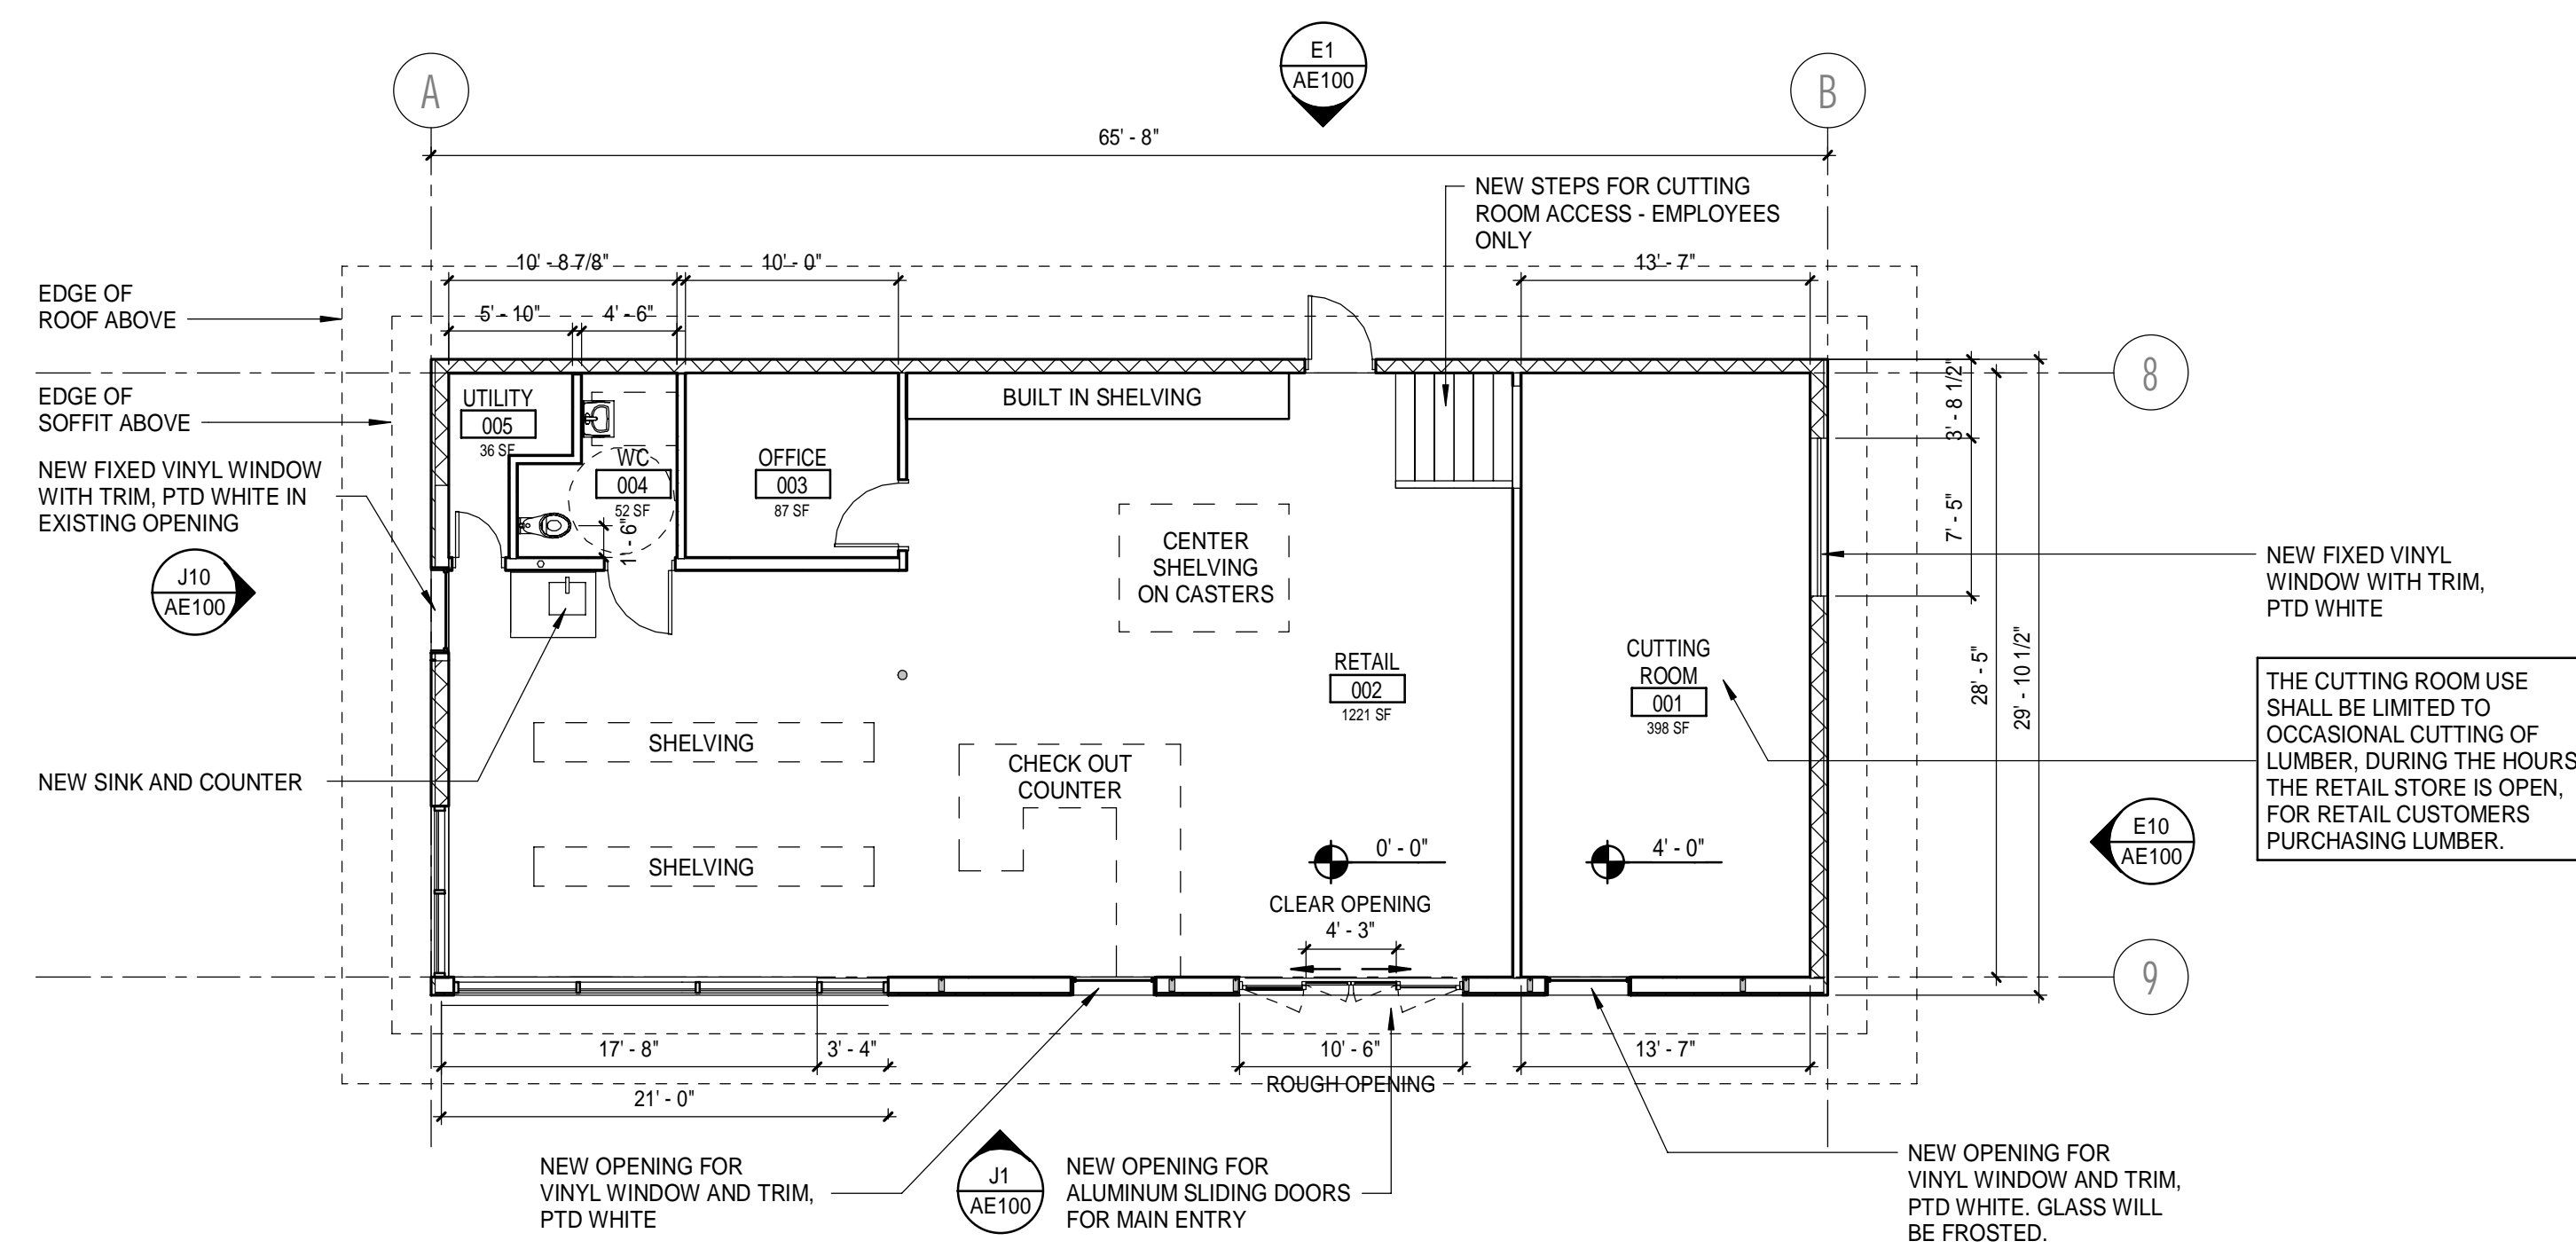 E1
AE100
A
B
65' - 8"
NEW STEPS FOR CUTTING
ROOM ACCESS - EMPLOYEES
ONLY
10' - 8 7/8"
10' - 0"
13' - 7"
EDGE OF
ROOF ABOVE
5' - 10"
4' - 6"
EDGE OF
SOFFIT ABOVE
UTILITY
005
36 SF
BUILT IN SHELVING
3' - 8 1/2"
8
NEW FIXED VINYL WINDOW
WITH TRIM, PTD WHITE IN
EXISTING OPENING
WC
004
52 SF
1' - 6"
OFFICE
003
87 SF
CENTER
SHELVING
ON CASTERS
7' - 5"
J10
AE100
NEW FIXED VINYL
WINDOW WITH TRIM,
PTD WHITE
RETAIL
002
1221 SF
CUTTING
ROOM
001
398 SF
28' - 5"
29' - 10 1/2"
THE CUTTING ROOM USE
SHALL BE LIMITED TO
OCCASIONAL CUTTING OF
LUMBER, DURING THE HOURS
THE RETAIL STORE IS OPEN,
FOR RETAIL CUSTOMERS
PURCHASING LUMBER.
NEW SINK AND COUNTER
SHELVING
CHECK OUT
COUNTER
SHELVING
0' - 0"
4' - 0"
E10
AE100
CLEAR OPENING
4' - 3"
9
17' - 8"
3' - 4"
10' - 6"
13' - 7"
ROUGH OPENING
21' - 0"
NEW OPENING FOR
VINYL WINDOW AND TRIM,
PTD WHITE
J1
AE100
NEW OPENING FOR
ALUMINUM SLIDING DOORS
FOR MAIN ENTRY
NEW OPENING FOR
VINYL WINDOW AND TRIM,
PTD WHITE. GLASS WILL
BE FROSTED.